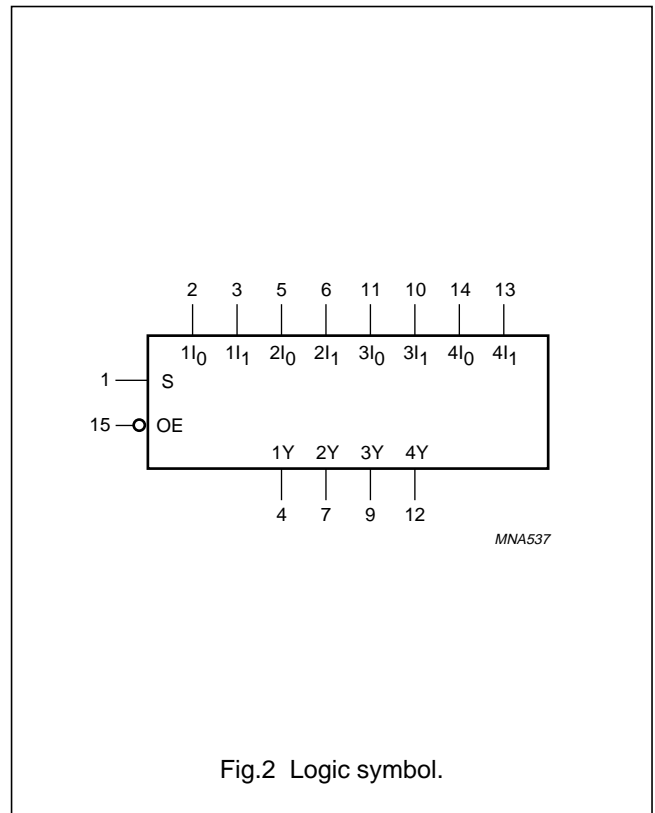 2 3 5 6 11 10 14 13
1I0 1I1 2I0 2I1 3I0 3I1 4I0 4I1
1 S
15 OE
1Y 2Y 3Y 4Y
4 7 9 12
MNA537
Fig.2 Logic symbol.